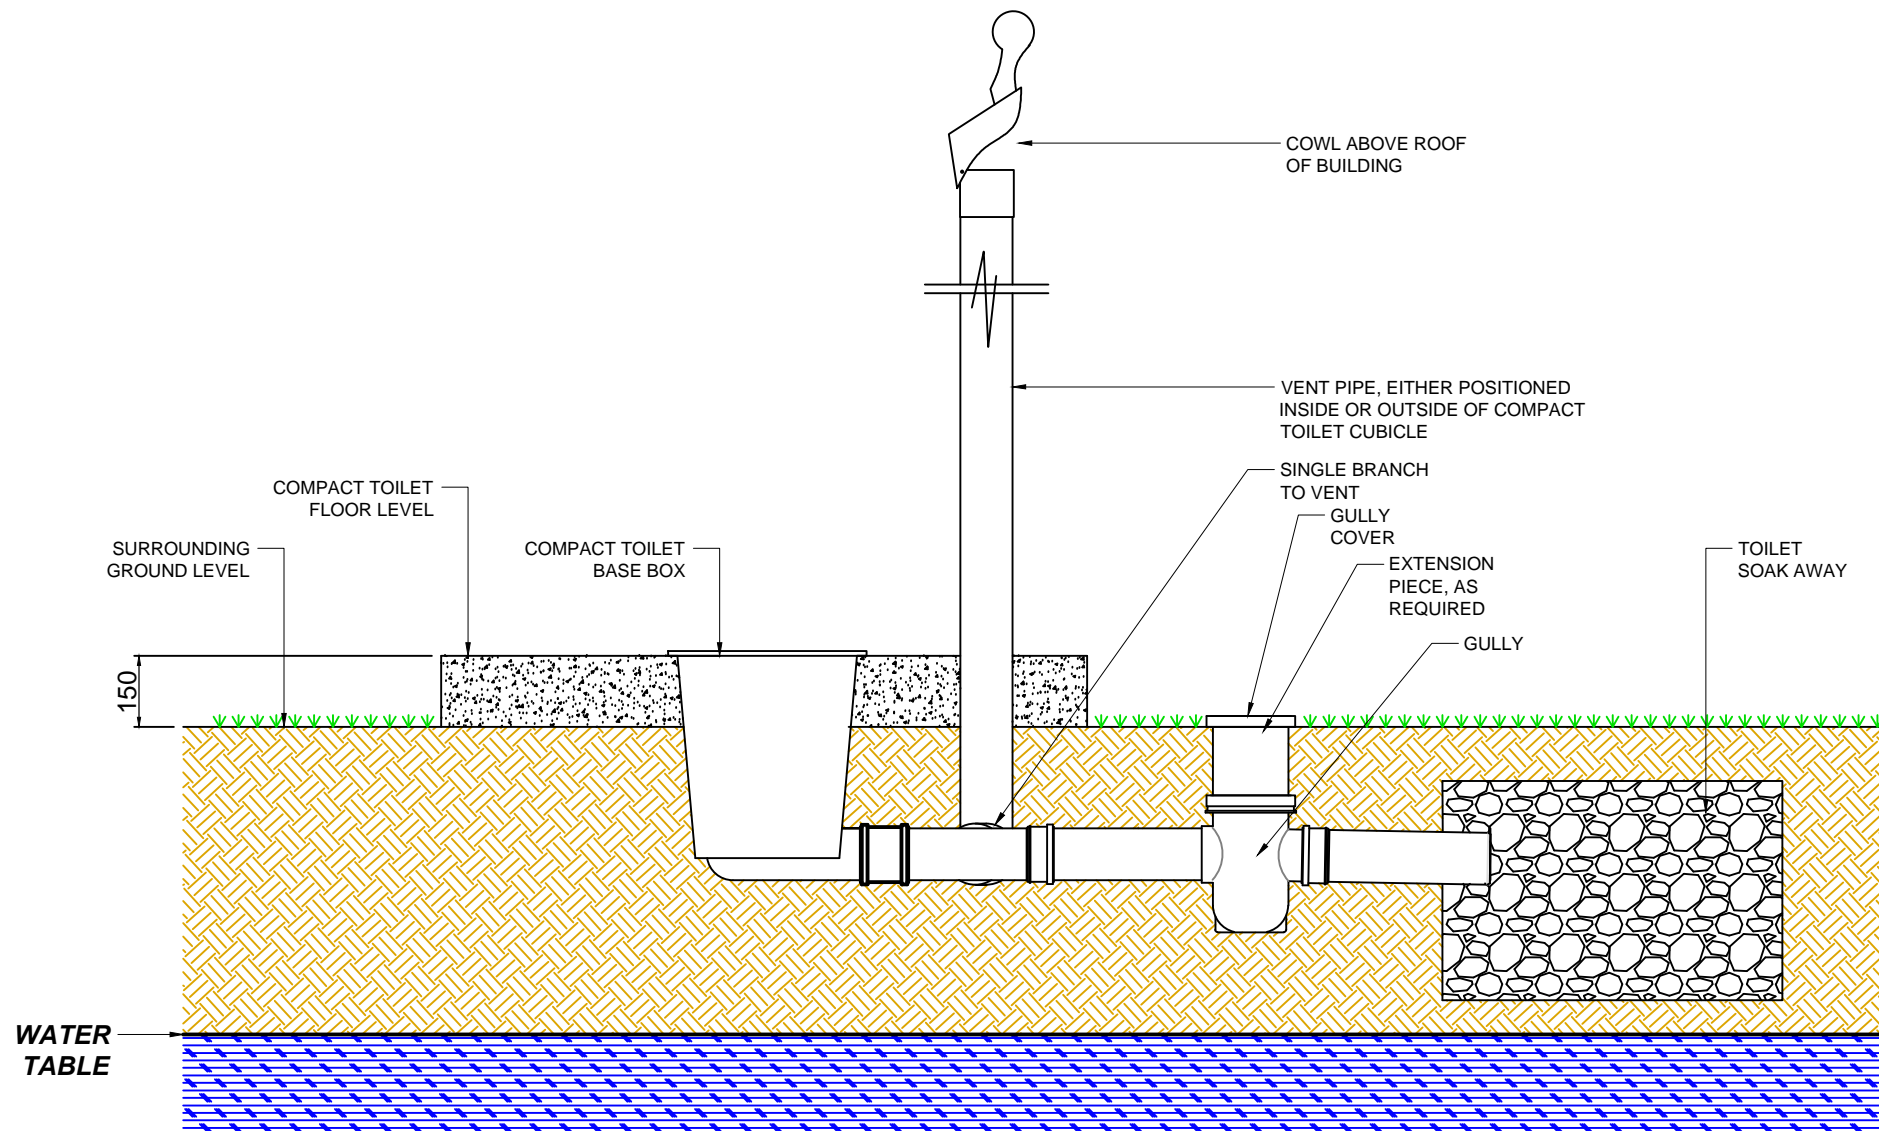 COWL ABOVE ROOF
OF BUILDING
VENT PIPE, EITHER POSITIONED
INSIDE OR OUTSIDE OF COMPACT
TOILET CUBICLE
SINGLE BRANCH
TO VENT
COMPACT TOILET
FLOOR LEVEL
GULLY
COVER
SURROUNDING
GROUND LEVEL
COMPACT TOILET
BASE BOX
TOILET
SOAK AWAY
EXTENSION
PIECE, AS
REQUIRED
GULLY
150
WATER
TABLE